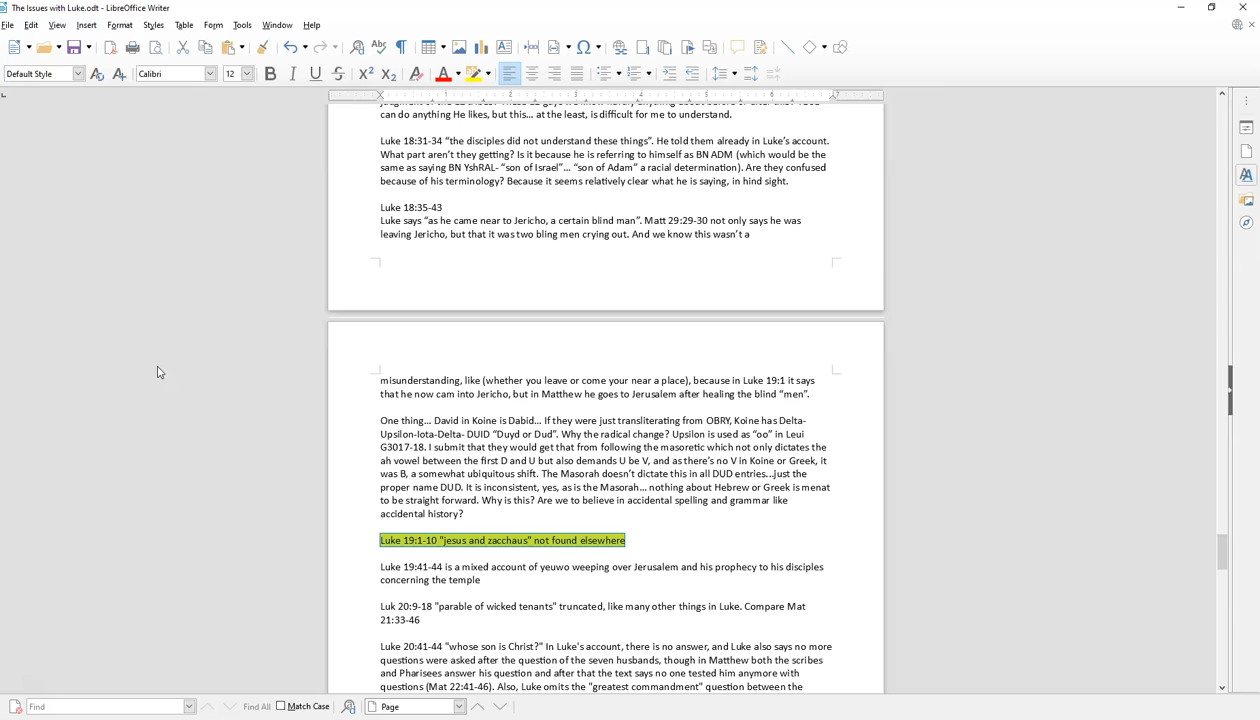 The Issues with Luke.odt - LibreOffice Writer
File Edit View Insert Format Styles Table Form Tools Window Help
Default Style Calibri 12
can do anything He likes, but this... at the least, is difficult for me to understand.
Luke 18:31-34 “the disciples did not understand these things”. He told them already in Luke’s account.
What part aren’t they getting? Is it because he is referring to himself as BN ADM (which would be the
same as saying BN YshRAL- “son of Israel”... “son of Adam” a racial determination). Are they confused
because of his terminology? Because it seems relatively clear what he is saying, in hind sight.
Luke 18:35-43
Luke says “as he came near to Jericho, a certain blind man”. Matt 29:29-30 not only says he was
leaving Jericho, but that it was two bling men crying out. And we know this wasn’t a
misunderstanding, like (whether you leave or come your near a place), because in Luke 19:1 it says
that he now cam into Jericho, but in Matthew he goes to Jerusalem after healing the blind “men”.
One thing... David in Koine is Dabid... If they were just transliterating from OBRY, Koine has Delta-
Upsilon-Iota-Delta- DUID “Duyd or Dud”. Why the radical change? Upsilon is used as “oo” in Leui
G3017-18. I submit that they would get that from following the masoretic which not only dictates the
ah vowel between the first D and U but also demands U be V, and as there’s no V in Koine or Greek, it
was B, a somewhat ubiquitous shift. The Masorah doesn’t dictate this in all DUD entries...just the
proper name DUD. It is inconsistent, yes, as is the Masorah... nothing about Hebrew or Greek is menat
to be straight forward. Why is this? Are we to believe in accidental spelling and grammar like
accidental history?
Luke 19:1-10 "jesus and zacchaus" not found elsewhere
Luke 19:41-44 is a mixed account of yeuwo weeping over Jerusalem and his prophecy to his disciples
concerning the temple
Luk 20:9-18 "parable of wicked tenants" truncated, like many other things in Luke. Compare Mat
21:33-46
Luke 20:41-44 "whose son is Christ?" In Luke's account, there is no answer, and Luke also says no more
questions were asked after the question of the seven husbands, though in Matthew both the scribes
and Pharisees answer his question and after that the text says no one tested him anymore with
questions (Mat 22:41-46). Also, Luke omits the "greatest commandment" question between the
Find Find All Match Case Page